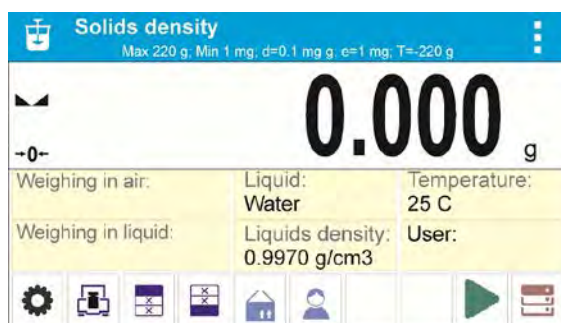 Solids density
Max 220 g; Min 1 mg; d=0.1 mg g; e=1 mg; T=-220 g
→0←
0.000 g
Weighing in air:
Liquid:
Water
Temperature:
25 C
Weighing in liquid:
Liquids density:
0.9970 g/cm3
User: